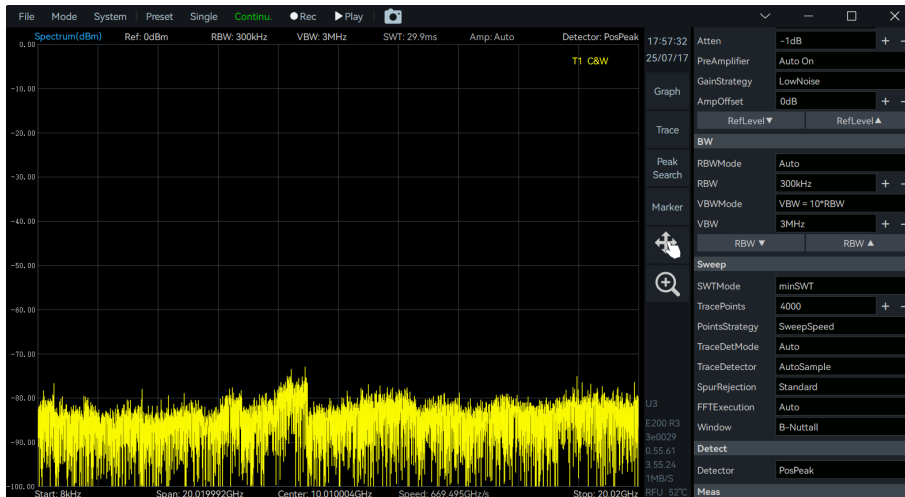 File Mode System Preset Single Continu. Rec Play
Spectrum(dBm) Ref: 0dBm RBW: 300kHz VBW: 3MHz SWT: 29.9ms Amp: Auto Detector: PosPeak
T1 C&W
0.00
-10.00
-20.00
-30.00
-40.00
-50.00
-60.00
-70.00
-80.00
-90.00
-100.00
Start: 8kHz Span: 20.019992GHz Center: 10.010004GHz Speed: 669.495GHz/s Stop: 20.02GHz
17:57:32
25/07/17
Graph
Trace
Peak
Search
Marker
U3
E200 R3
3e0029
0.55.61
3.55.24
1MB/S
RFU 52°C
Atten -1dB + -
PreAmplifier Auto On
GainStrategy LowNoise
AmpOffset 0dB + -
RefLevel▼ RefLevel▲
BW
RBWMode Auto
RBW 300kHz + -
VBWMode VBW = 10*RBW
VBW 3MHz + -
RBW ▼ RBW ▲
Sweep
SWTMode minSWT
TracePoints 4000 + -
PointsStrategy SweepSpeed
TraceDetMode Auto
TraceDetector AutoSample
SpurRejection Standard
FFTExecution Auto
Window B-Nuttall
Detect
Detector PosPeak
Meas